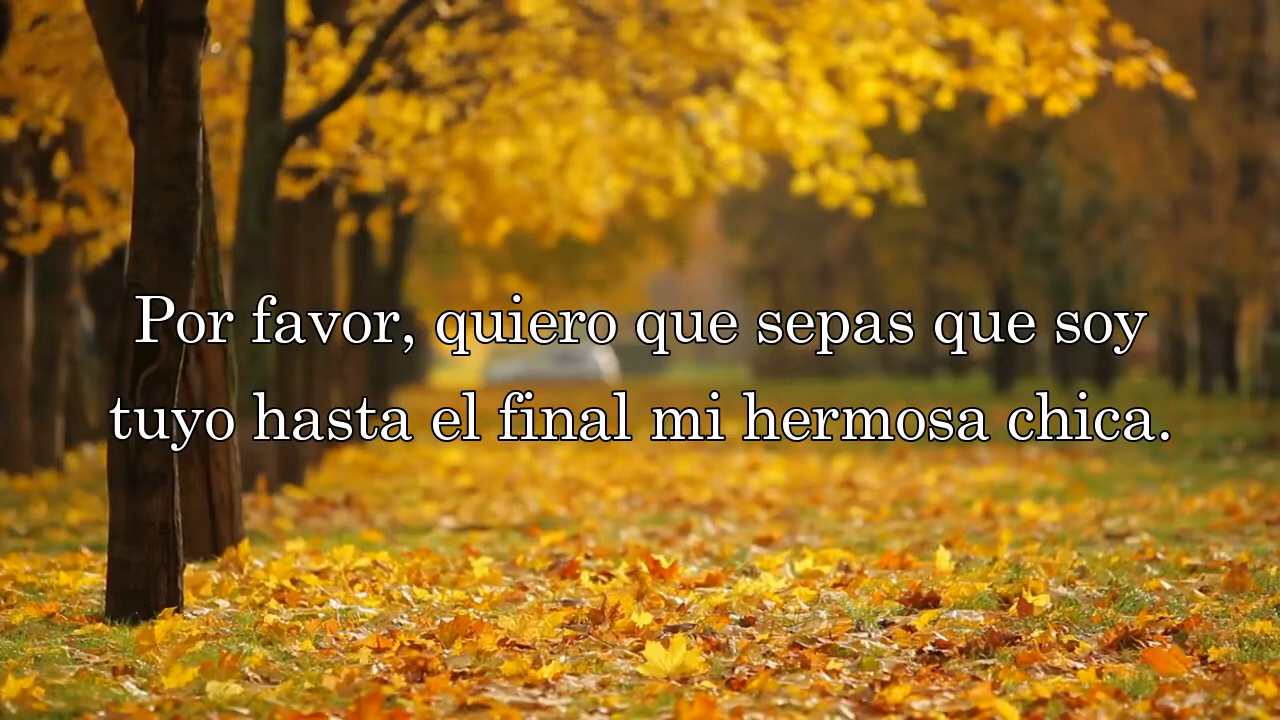 Por favor, quiero que sepas que soy
tuyo hasta el final mi hermosa chica.